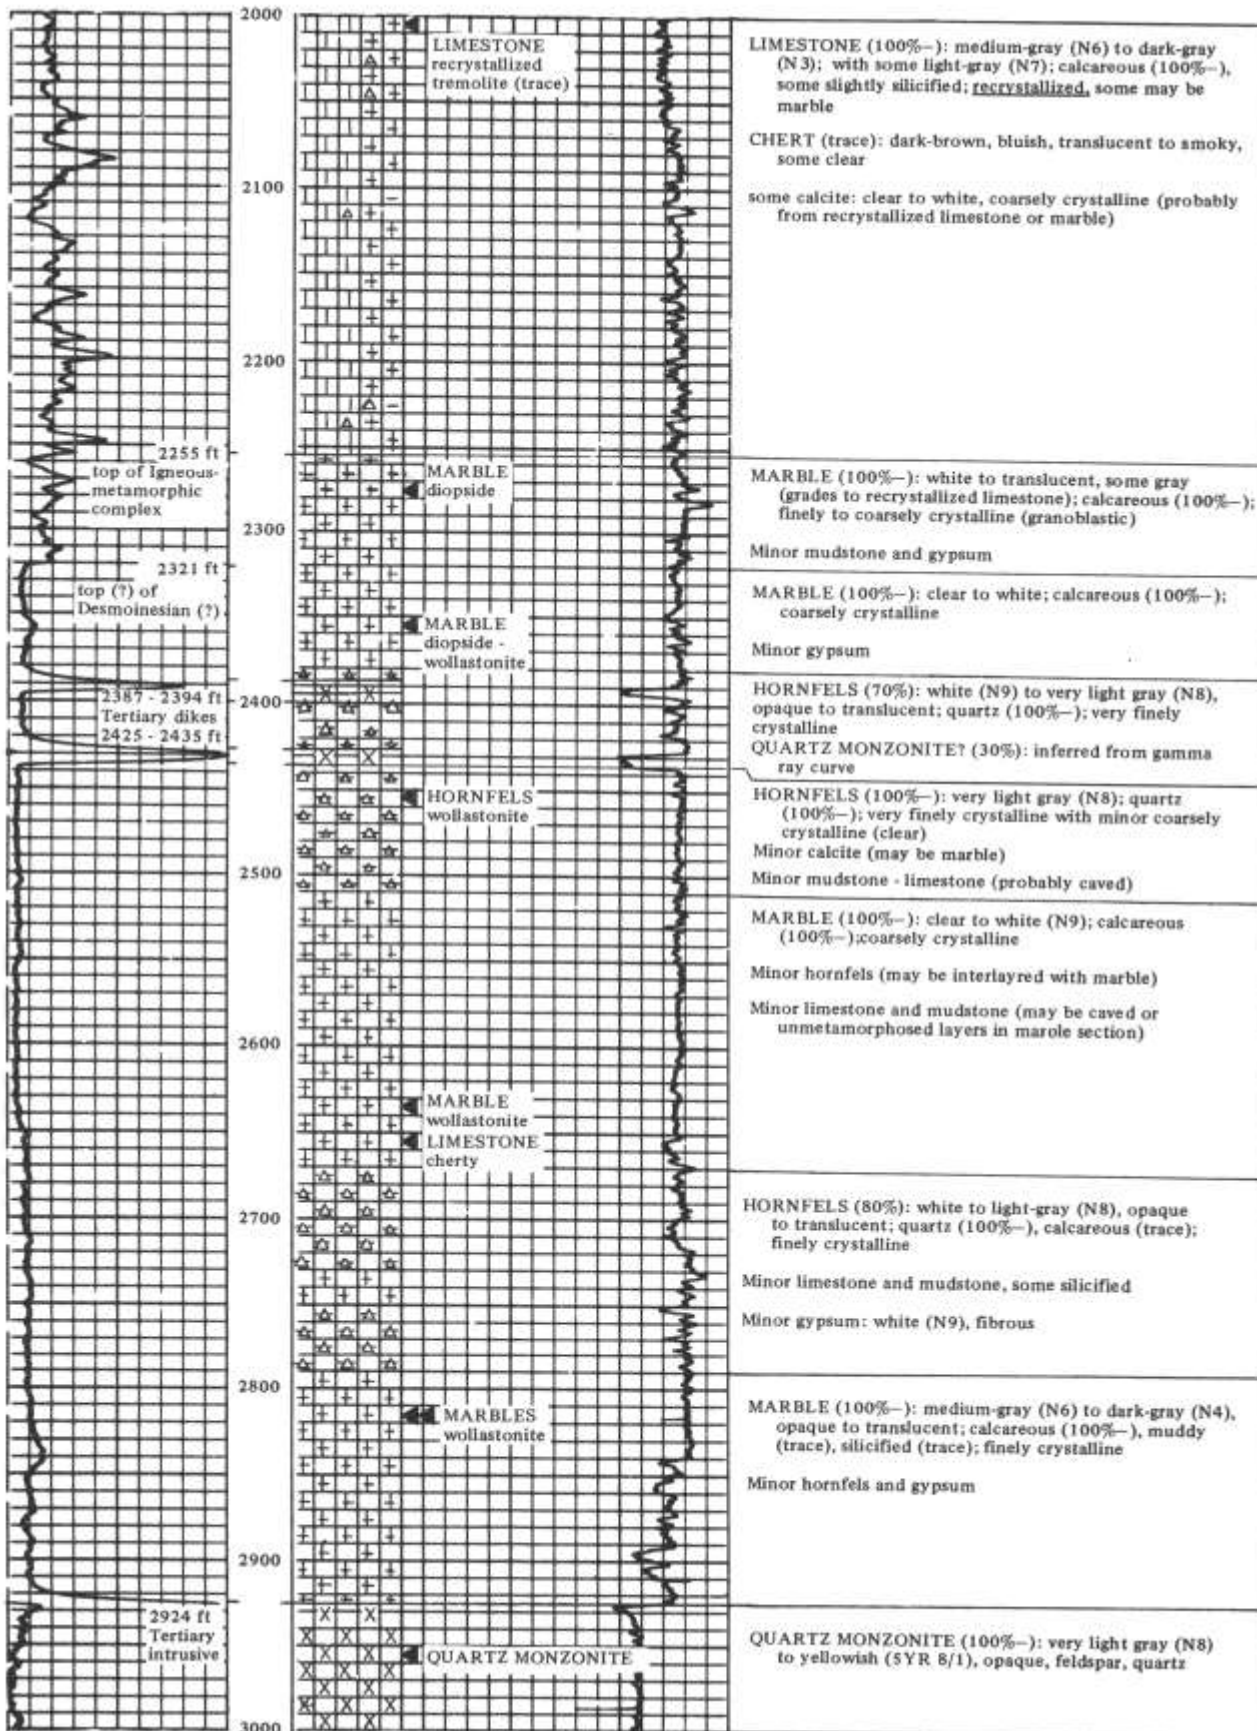 2000
2100
2200
2255 ft
top of Igneous-
metamorphic
complex
2300
2321 ft
top (?) of
Desmoinesian (?)
2387 - 2394 ft
2400
Tertiary dikes
2425 - 2435 ft
2500
2600
2700
2800
2900
2924 ft
Tertiary
intrusive
3000
LIMESTONE
recrystallized
tremolite (trace)
MARBLE
diopside
MARBLE
diopside -
wollastonite
HORNFELS
wollastonite
MARBLE
wollastonite
LIMESTONE
cherty
MARBLES
wollastonite
QUARTZ MONZONITE
LIMESTONE (100%−): medium-gray (N6) to dark-gray
(N3); with some light-gray (N7); calcareous (100%−),
some slightly silicified; recrystallized, some may be
marble
CHERT (trace): dark-brown, bluish, translucent to smoky,
some clear
some calcite: clear to white, coarsely crystalline (probably
from recrystallized limestone or marble)
MARBLE (100%−): white to translucent, some gray
(grades to recrystallized limestone); calcareous (100%−);
finely to coarsely crystalline (granoblastic)
Minor mudstone and gypsum
MARBLE (100%−): clear to white; calcareous (100%−);
coarsely crystalline
Minor gypsum
HORNFELS (70%): white (N9) to very light gray (N8),
opaque to translucent; quartz (100%−); very finely
crystalline
QUARTZ MONZONITE? (30%): inferred from gamma
ray curve
HORNFELS (100%−): very light gray (N8); quartz
(100%−); very finely crystalline with minor coarsely
crystalline (clear)
Minor calcite (may be marble)
Minor mudstone - limestone (probably caved)
MARBLE (100%−): clear to white (N9); calcareous
(100%−);coarsely crystalline
Minor hornfels (may be interlayred with marble)
Minor limestone and mudstone (may be caved or
unmetamorphosed layers in marole section)
HORNFELS (80%): white to light-gray (N8), opaque
to translucent; quartz (100%−), calcareous (trace);
finely crystalline
Minor limestone and mudstone, some silicified
Minor gypsum: white (N9), fibrous
MARBLE (100%−): medium-gray (N6) to dark-gray (N4),
opaque to translucent; calcareous (100%−), muddy
(trace), silicified (trace); finely crystalline
Minor hornfels and gypsum
QUARTZ MONZONITE (100%−): very light gray (N8)
to yellowish (5YR 8/1), opaque, feldspar, quartz